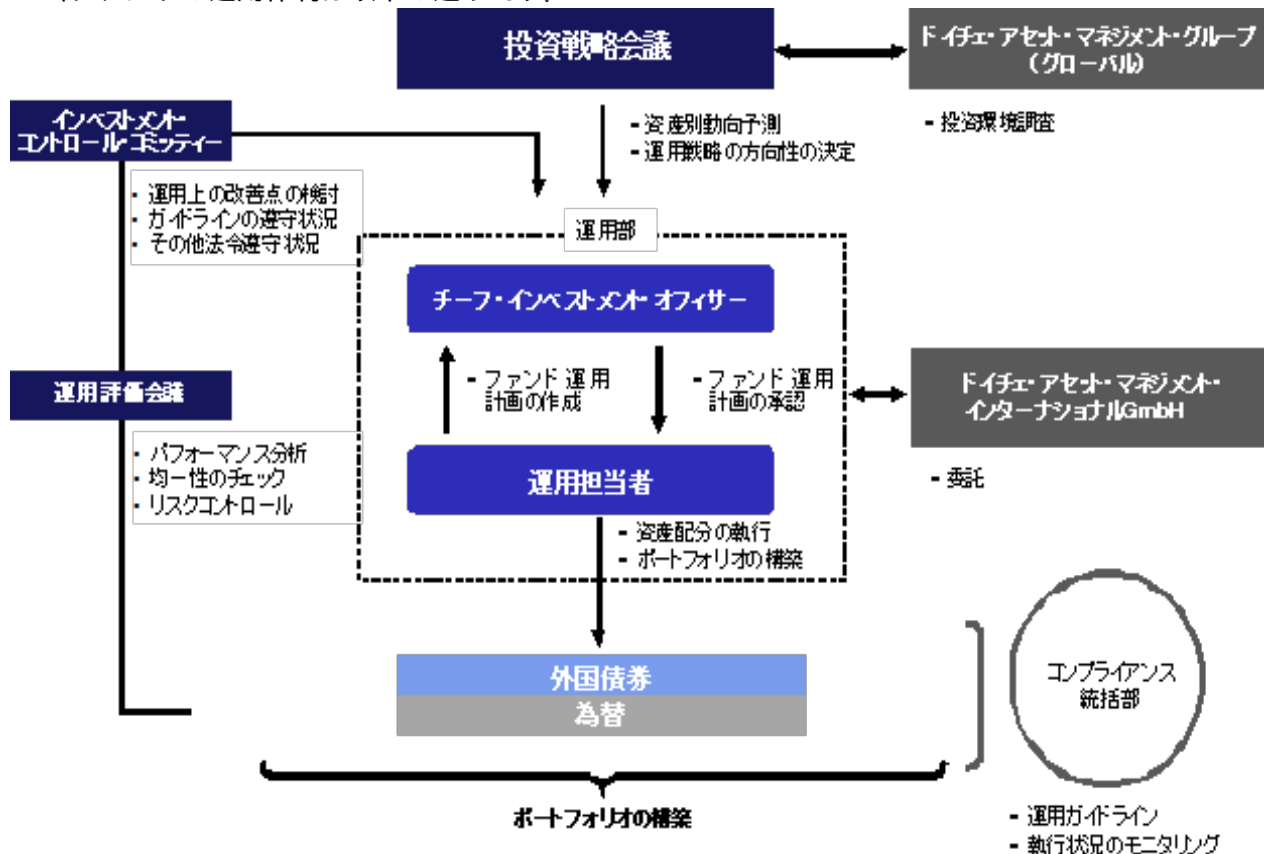 投資戦略会議
ドイチェ・アセット・マネジメント・グループ
(グローバル)
- 投資環境調査
インベストメント・
コントロール・コミッティー
- 資産別動向予測
- 運用戦略の方向性の決定
・ 運用上の改善点の検討
・ ガイドラインの遵守状況
・ その他法令遵守状況
運用部
チーフ・インベストメント・オフィサー
- ファンド運用
計画の作成
- ファンド運用
計画の承認
ドイチェ・アセット・マネジメント・
インターナショナルGmbH
- 委託
運用評価会議
・ パフォーマンス分析
・ 均一性のチェック
・ リスクコントロール
運用担当者
- 資産配分の執行
- ポートフォリオの構築
外国債券
為替
コンプライアンス
統括部
ポートフォリオの構築
- 運用ガイドライン
- 執行状況のモニタリング